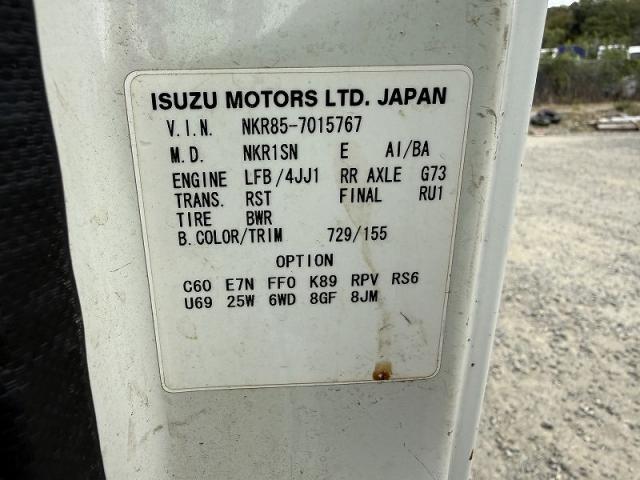 ISUZU MOTORS LTD. JAPAN
V.I.N. NKR85-7015767
M.D. NKR1SN E AI/BA
ENGINE LFB/4JJ1 RR AXLE G73
TRANS. RST FINAL RU1
TIRE BWR
B.COLOR/TRIM 729/155
OPTION
C60 E7N FF0 K89 RPV RS6
U69 25W 6WD 8GF 8JM